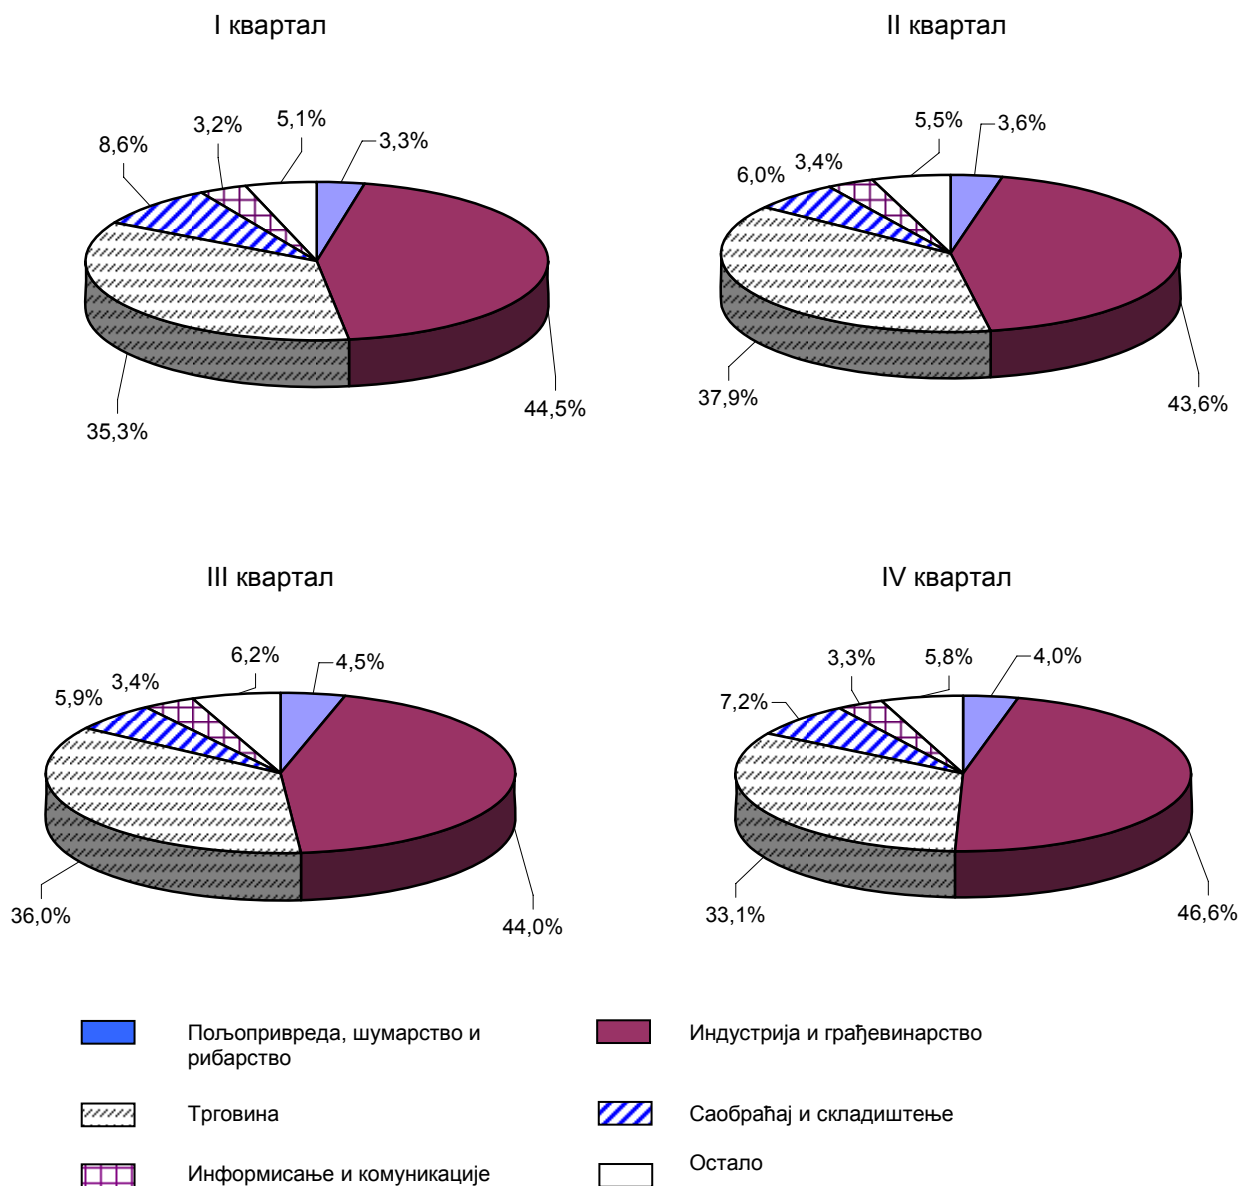 I квартал
II квартал
8,6%
3,2%
5,1%
3,3%
35,3%
44,5%
6,0%
3,4%
5,5%
3,6%
37,9%
43,6%
III квартал
IV квартал
5,9%
3,4%
6,2%
4,5%
36,0%
44,0%
7,2%
3,3%
5,8%
4,0%
33,1%
46,6%
Пољопривреда, шумарство и
рибарство
Индустрија и грађевинарство
Трговина
Саобраћај и складиштење
Информисање и комуникације
Остало